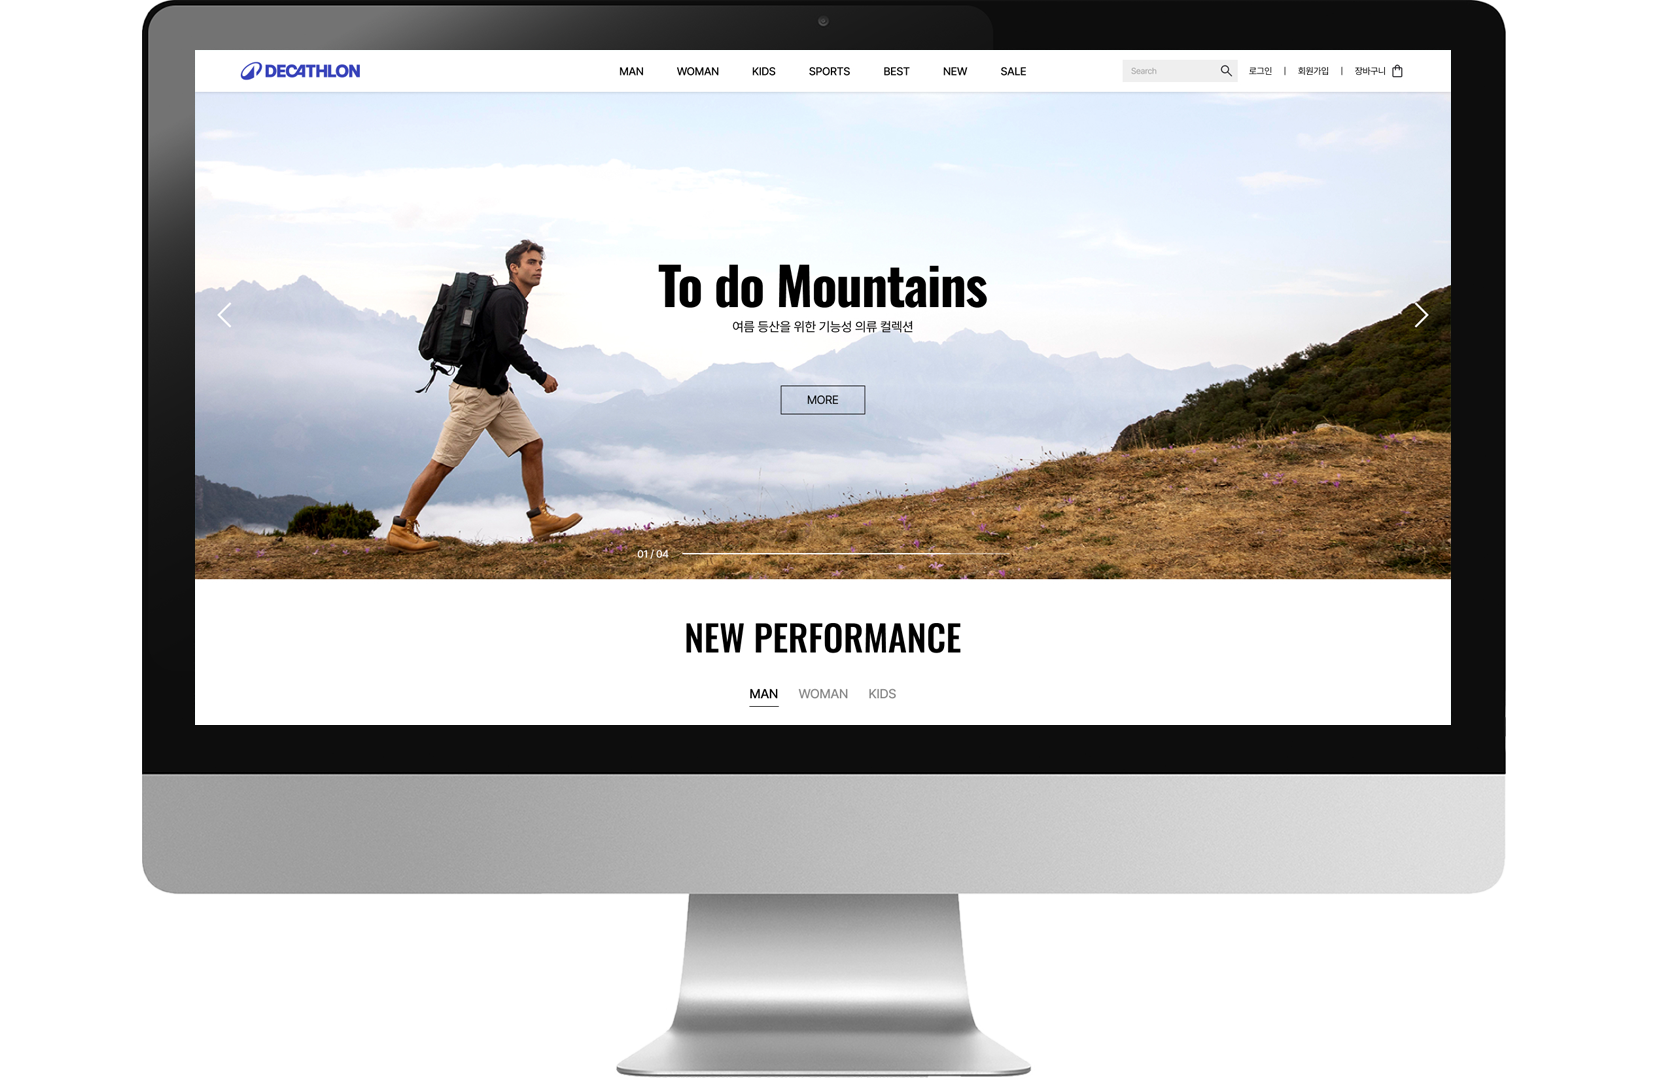 DECATHLON
MAN WOMAN KIDS SPORTS BEST NEW SALE
Search
로그인 | 회원가입 | 장바구니
To do Mountains
여름 등산을 위한 기능성 의류 컬렉션
MORE
01 / 04
NEW PERFORMANCE
MAN WOMAN KIDS